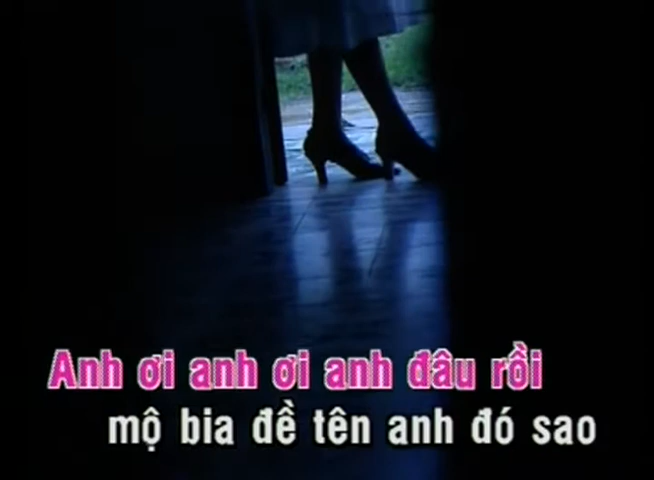 Anh ơi anh ơi anh đâu rồi
mộ bia đề tên anh đó sao